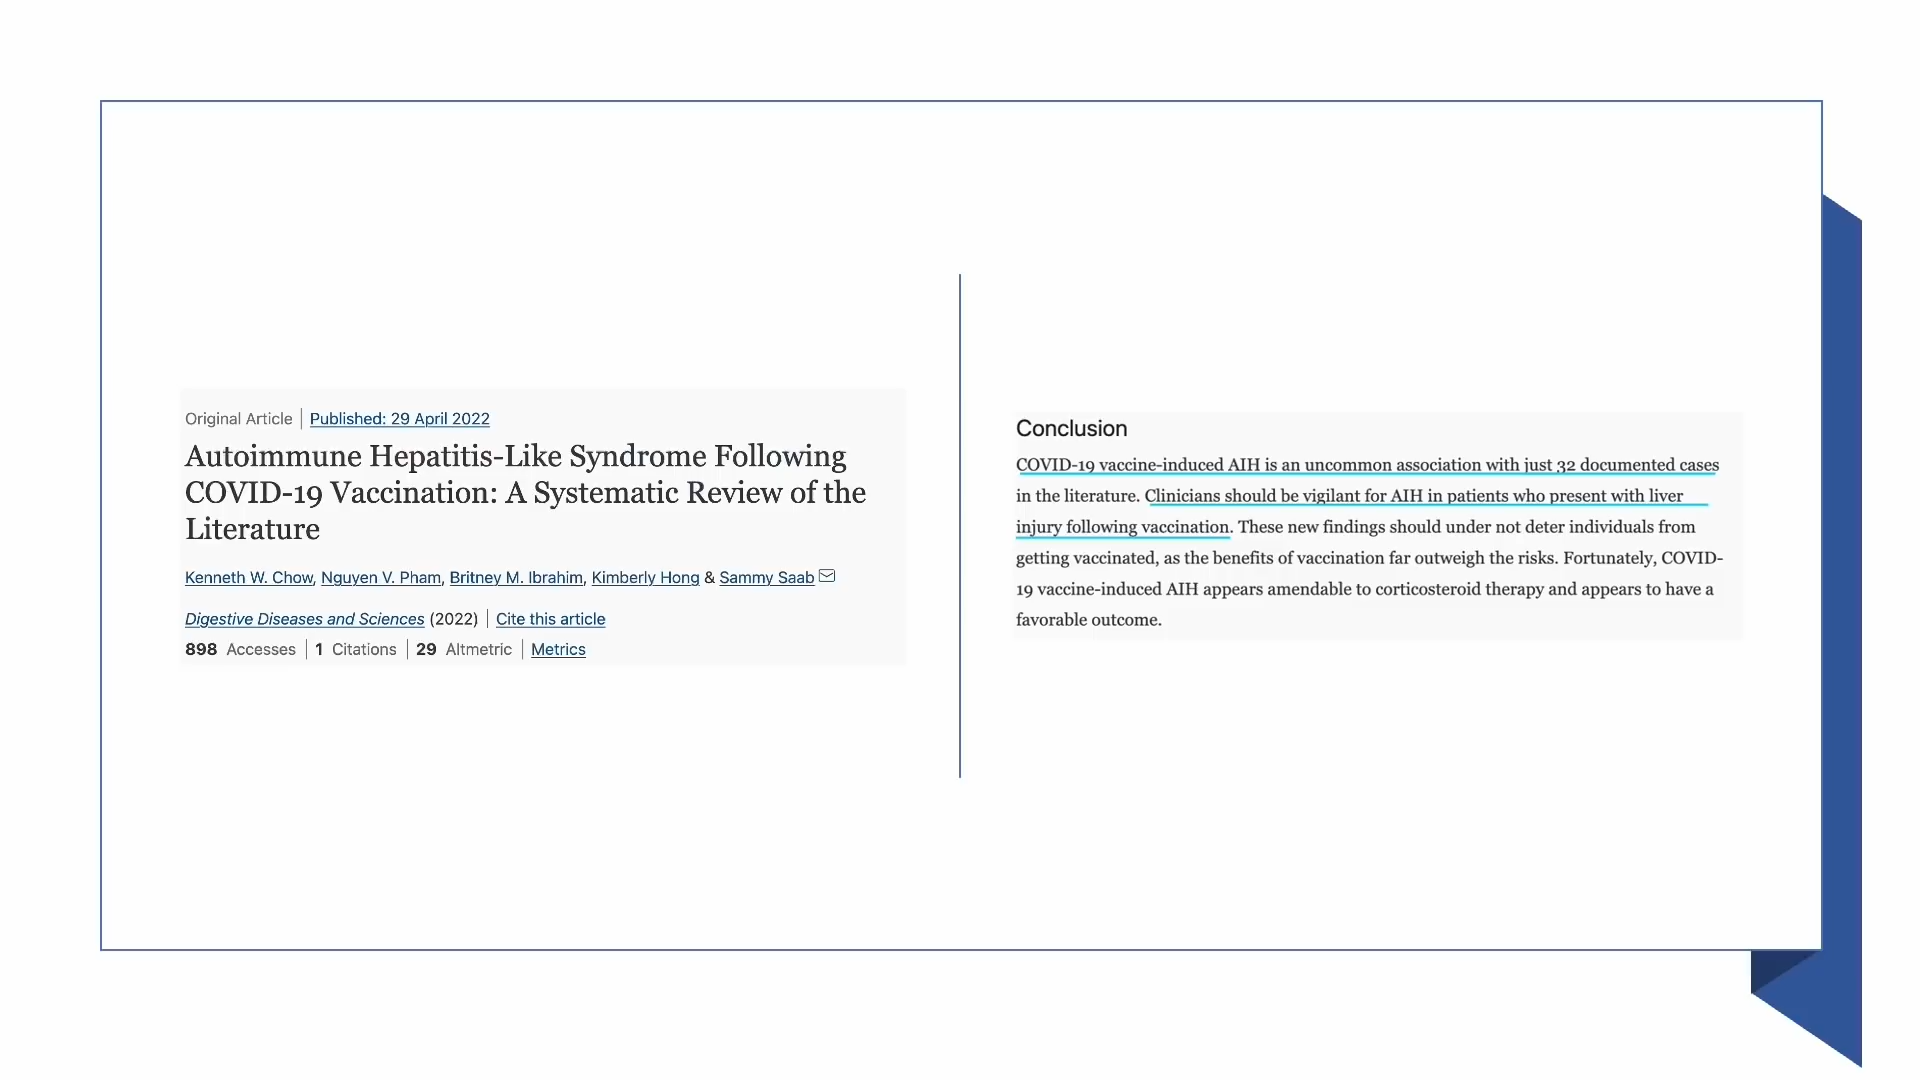 Original Article | Published: 29 April 2022
Autoimmune Hepatitis-Like Syndrome Following
COVID-19 Vaccination: A Systematic Review of the
Literature
Kenneth W. Chow, Nguyen V. Pham, Britney M. Ibrahim, Kimberly Hong & Sammy Saab
Digestive Diseases and Sciences (2022) | Cite this article
898 Accesses | 1 Citations | 29 Altmetric | Metrics
Conclusion
COVID-19 vaccine-induced AIH is an uncommon association with just 32 documented cases
in the literature. Clinicians should be vigilant for AIH in patients who present with liver
injury following vaccination. These new findings should under not deter individuals from
getting vaccinated, as the benefits of vaccination far outweigh the risks. Fortunately, COVID-
19 vaccine-induced AIH appears amendable to corticosteroid therapy and appears to have a
favorable outcome.